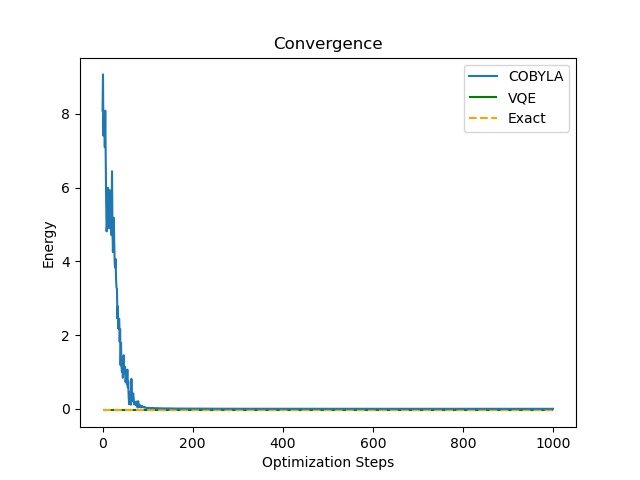 Convergence
COBYLA
VQE
Exact
Energy
8
6
4
2
0
0 200 400 600 800 1000
Optimization Steps